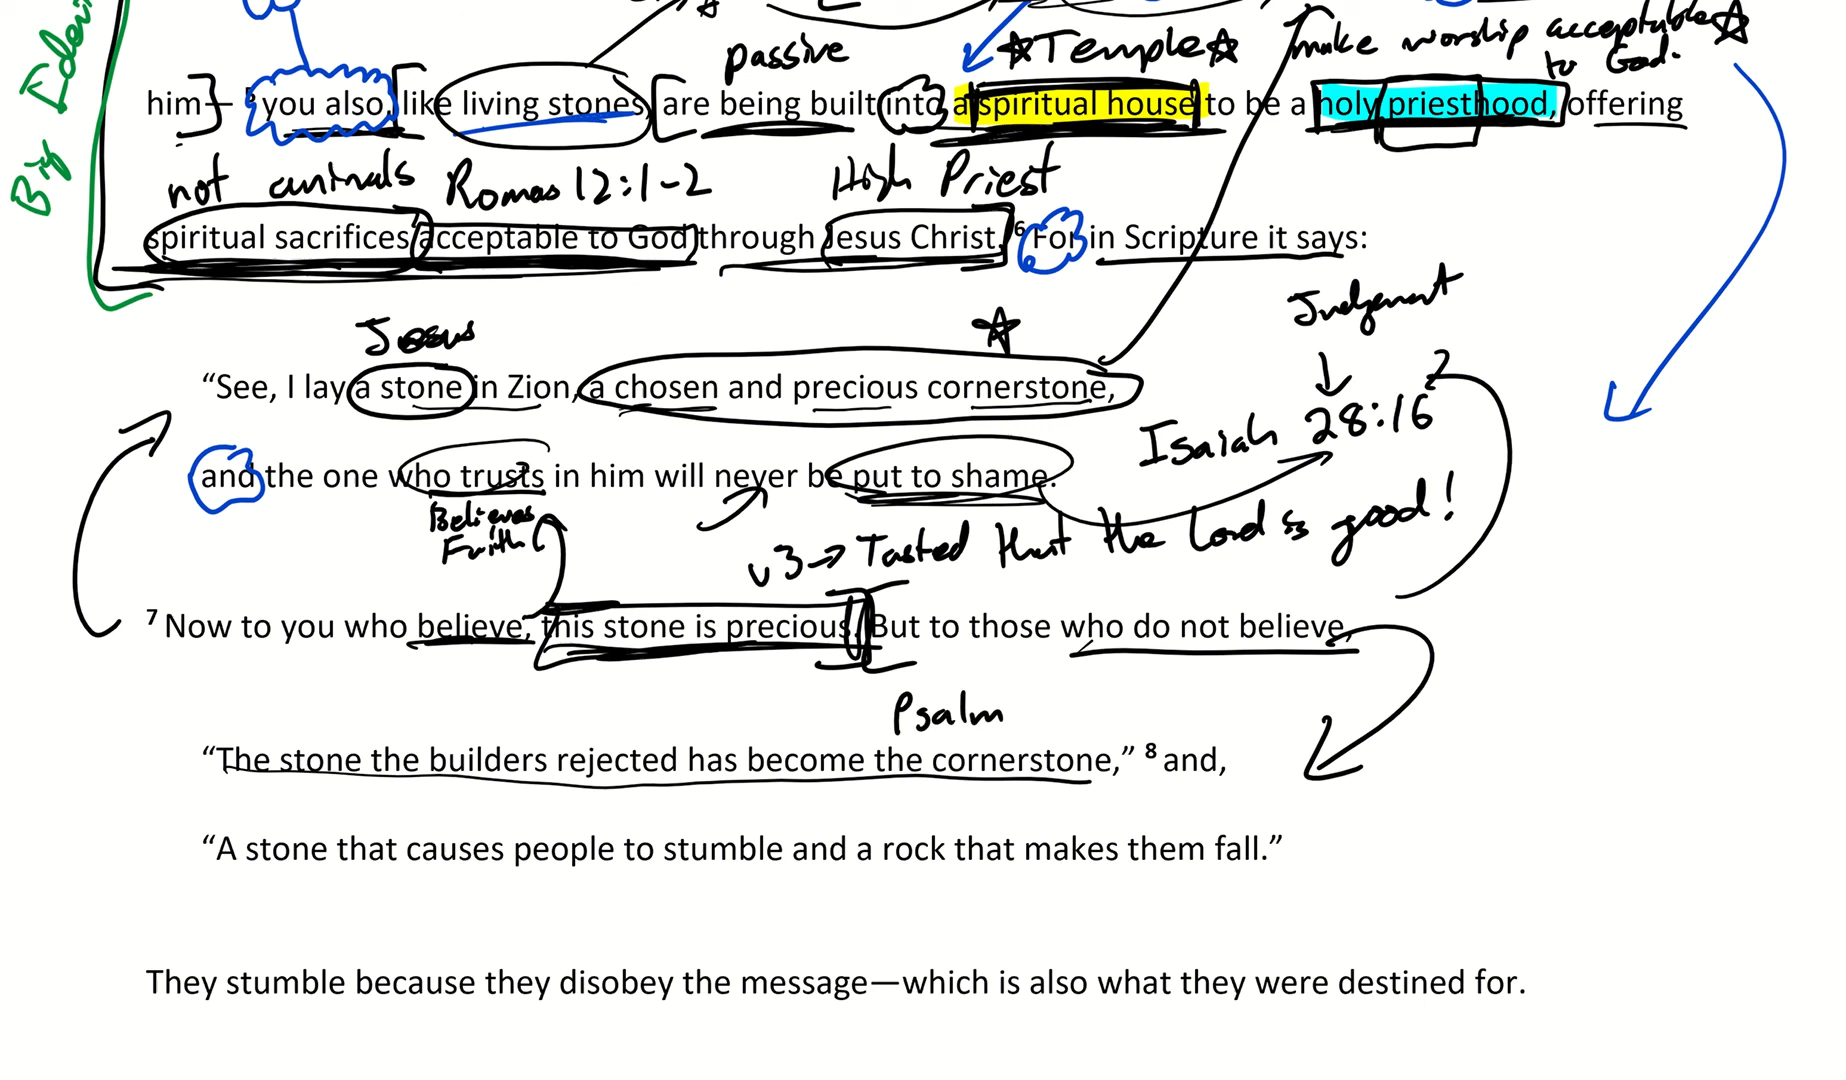 passive ☆Temple☆ make worship acceptable ☆
to God.
him— ⁵ you also, like living stones, are being built into a spiritual house to be a holy priesthood, offering
Big
not animals Romas 12:1-2 High Priest
spiritual sacrifices acceptable to God through Jesus Christ. ⁶ For in Scripture it says:
Judgement
Jesus
“See, I lay a stone in Zion, a chosen and precious cornerstone,
Isaiah 28:16
and the one who trusts in him will never be put to shame.
Believes
Faith
v3→ Tasted that the Lord is good!
⁷ Now to you who believe, this stone is precious. But to those who do not believe,
Psalm
“The stone the builders rejected has become the cornerstone,” ⁸ and,
“A stone that causes people to stumble and a rock that makes them fall.”
They stumble because they disobey the message—which is also what they were destined for.